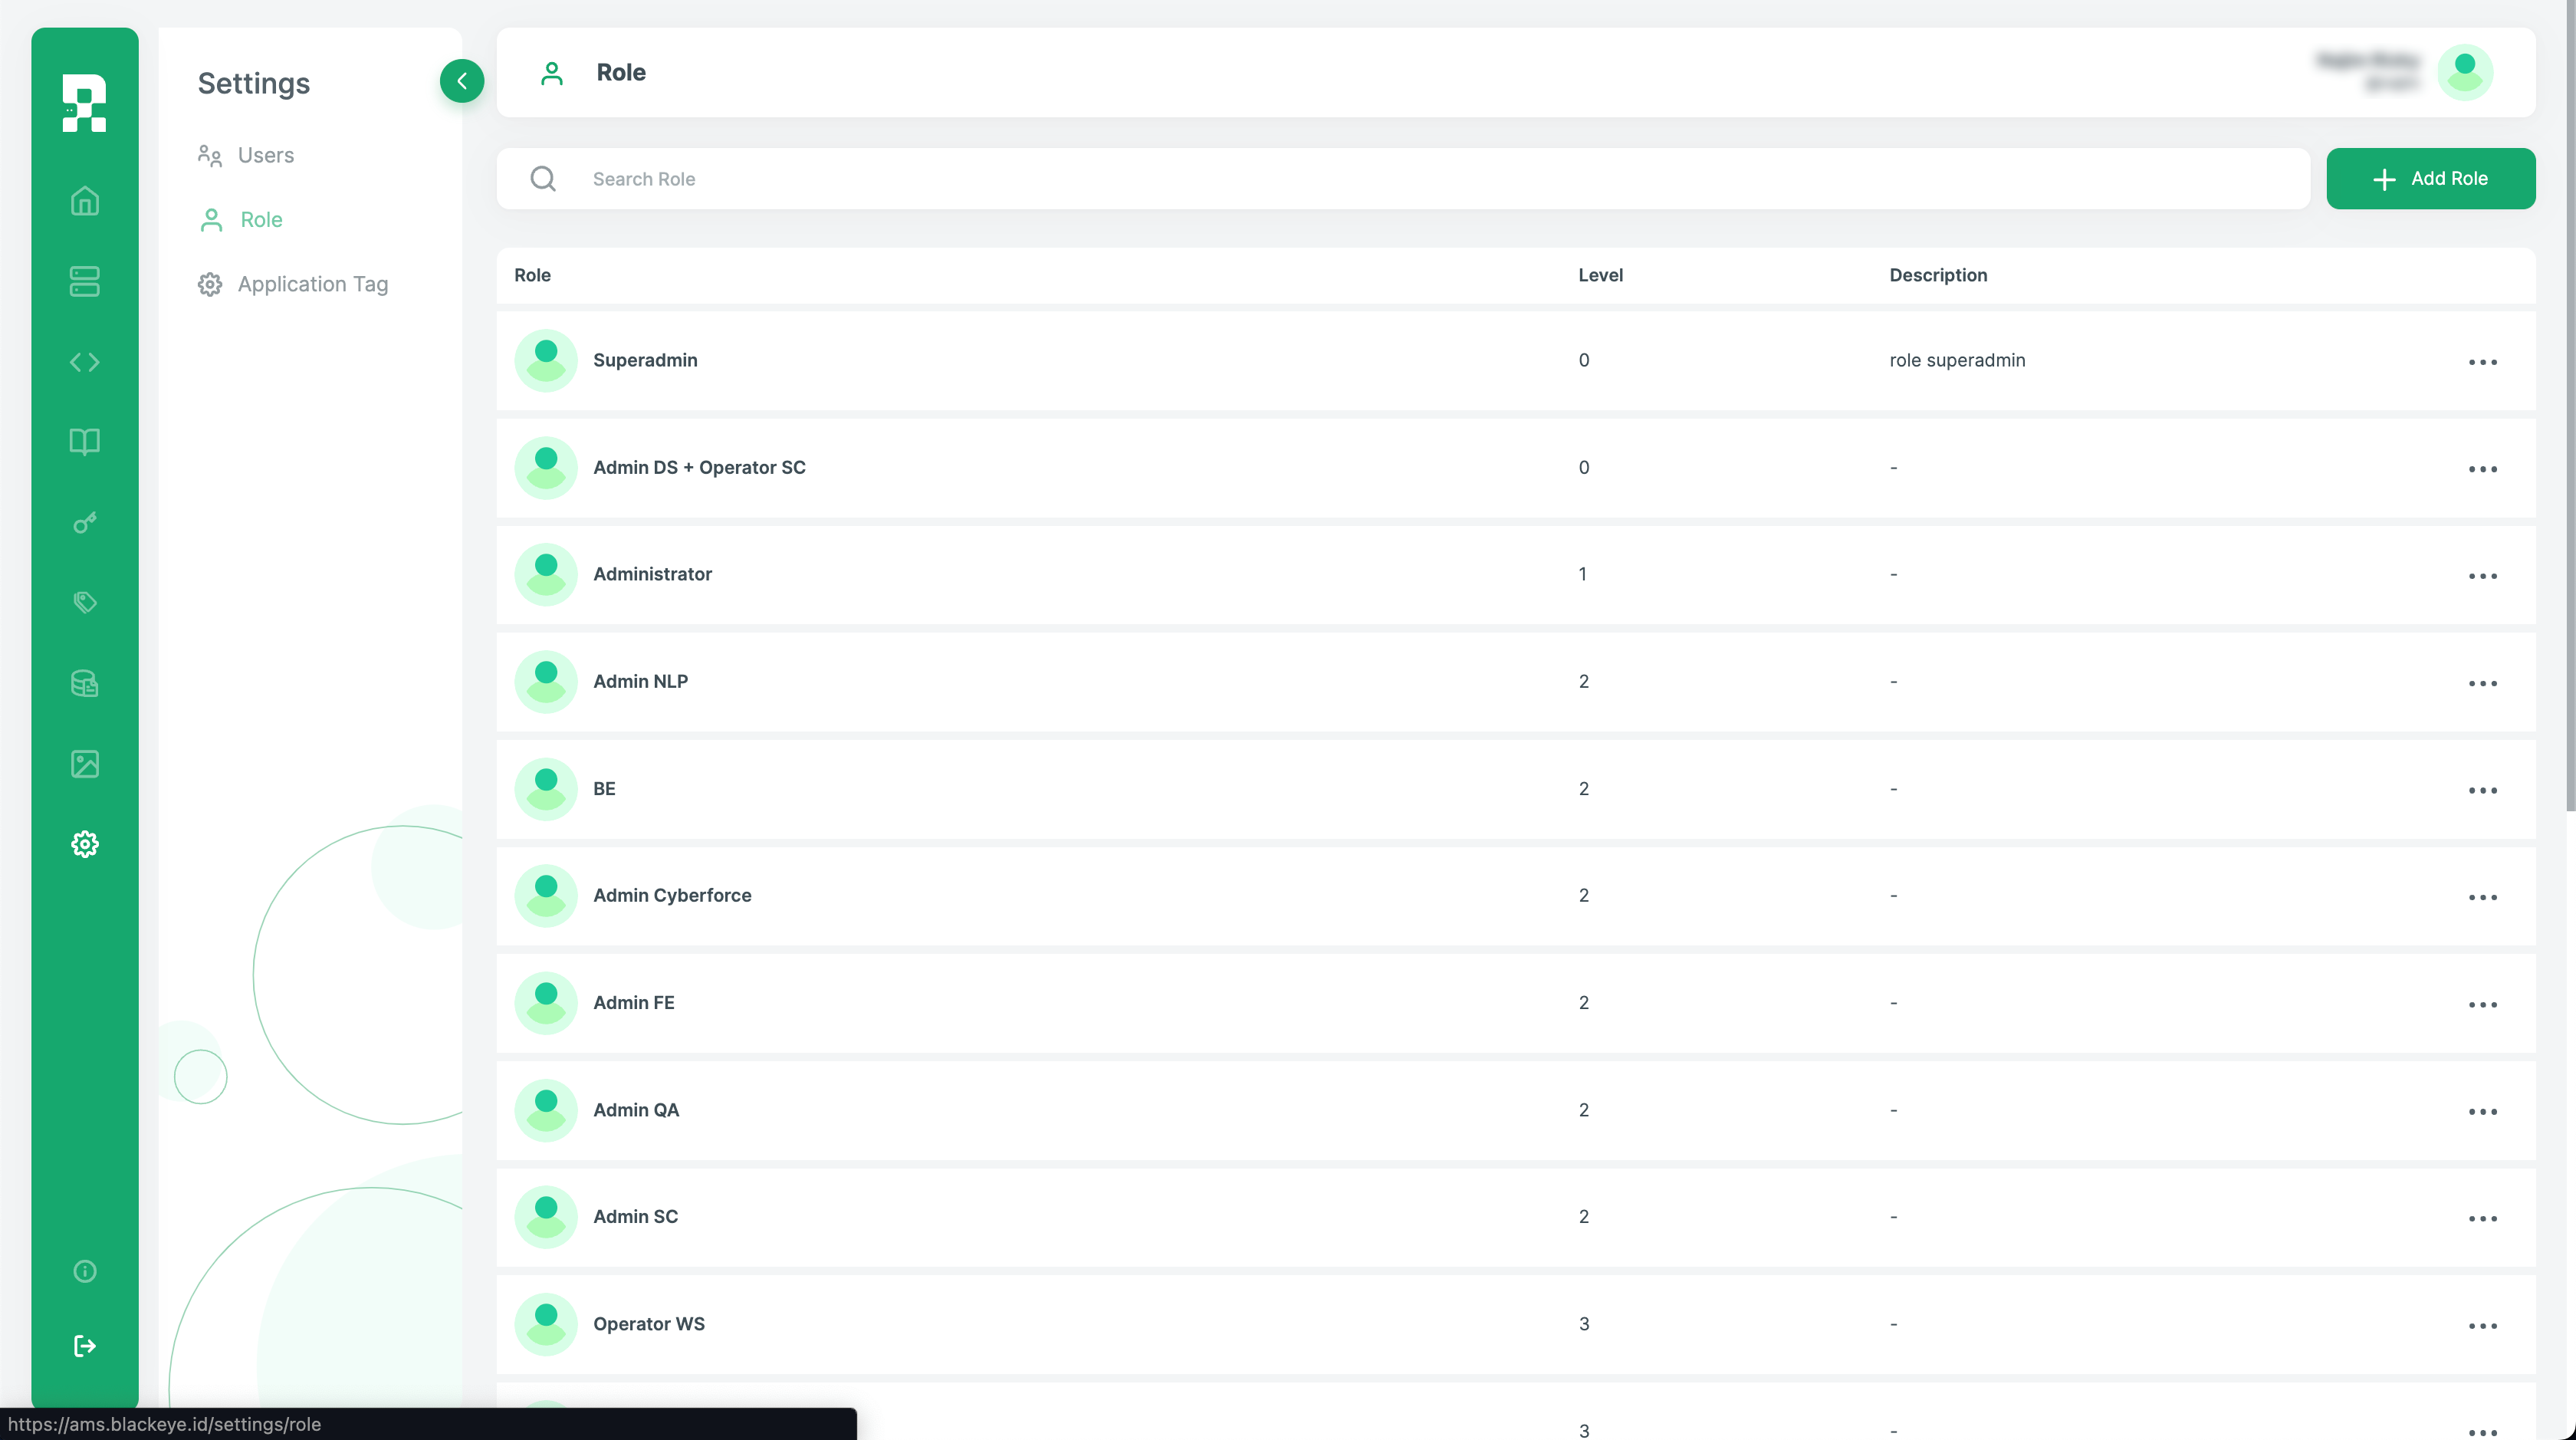 Settings
Users
Role
Application Tag
Role
Search Role
Add Role
Role Level Description
Superadmin 0 role superadmin
Admin DS + Operator SC 0 -
Administrator 1 -
Admin NLP 2 -
BE 2 -
Admin Cyberforce 2 -
Admin FE 2 -
Admin QA 2 -
Admin SC 2 -
Operator WS 3 -
3 -
https://ams.blackeye.id/settings/role